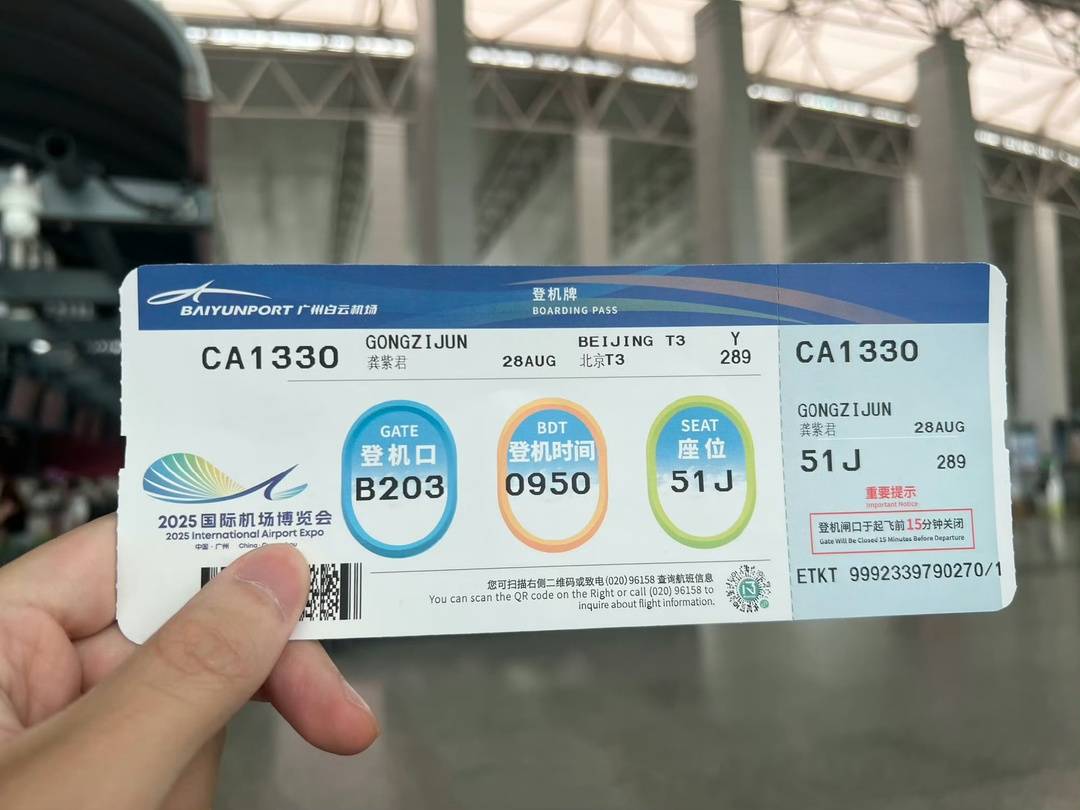 BAIYUNPORT 广州白云机场
登机牌
BOARDING PASS
CA1330
GONGZIJUN
龚紫君
28AUG
BEIJING T3
北京T3
Y
289
GATE
登机口
B203
BDT
登机时间
0950
SEAT
座位
51J
2025国际机场博览会
2025 International Airport Expo
中国·广州 China
您可扫描右侧二维码或致电(020)96158 查询航班信息
You can scan the QR code on the Right or call (020) 96158 to
inquire about flight information.
CA1330
GONGZIJUN
龚紫君
28AUG
51J
289
重要提示
Important Notice
登机闸口于起飞前15分钟关闭
Gate Will Be Closed 15 Minutes Before Departure
ETKT 9992339790270/1